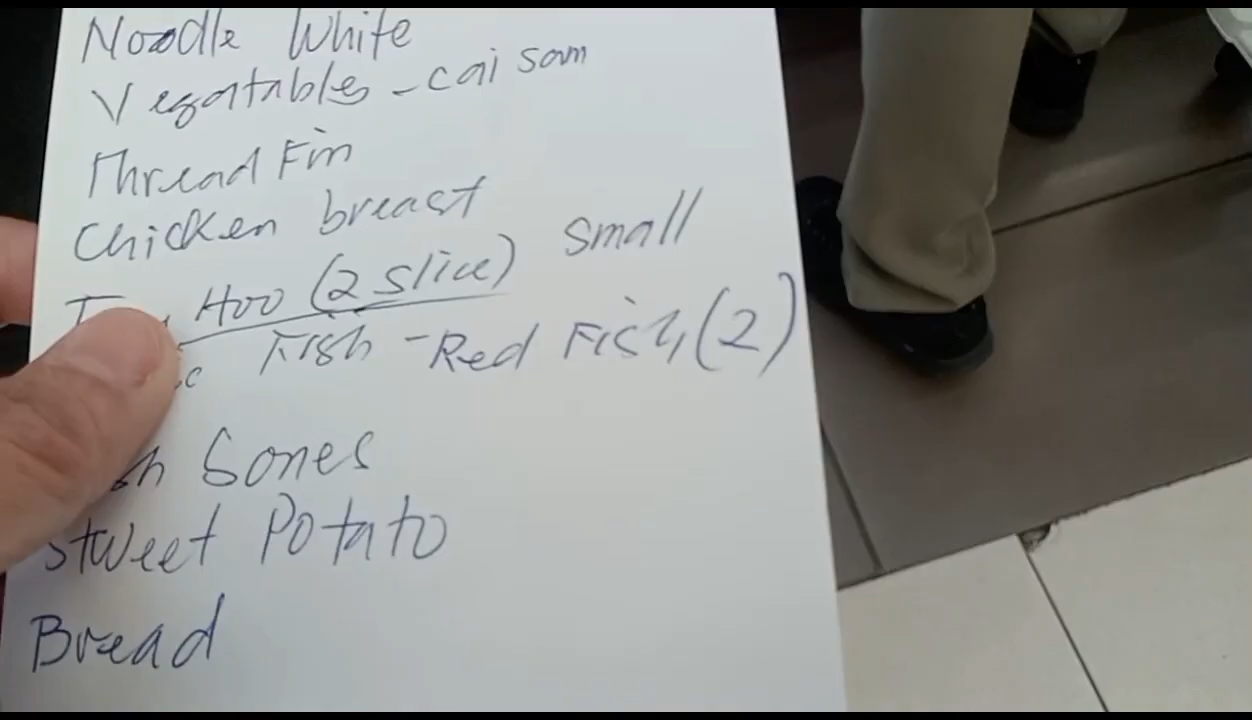 Noodle White
Vegatables - cai sam
Thread Fin
Chicken breast
Hoo (2 slice) small
Fish - Red Fish (2)
bones
Stweet Potato
Bread